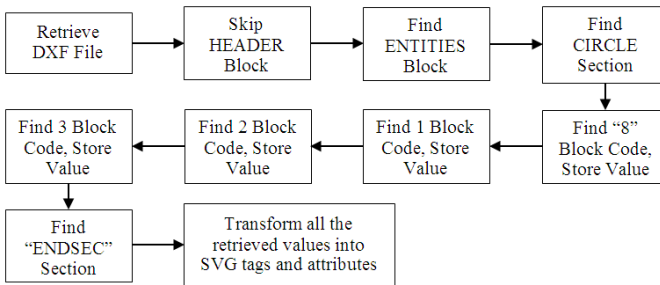 Retrieve
DXF File
Skip
HEADER
Block
Find
ENTITIES
Block
Find
CIRCLE
Section
Find “8”
Block Code,
Store Value
Find 1 Block
Code, Store
Value
Find 2 Block
Code, Store
Value
Find 3 Block
Code, Store
Value
Find
“ENDSEC”
Section
Transform all the
retrieved values into
SVG tags and attributes